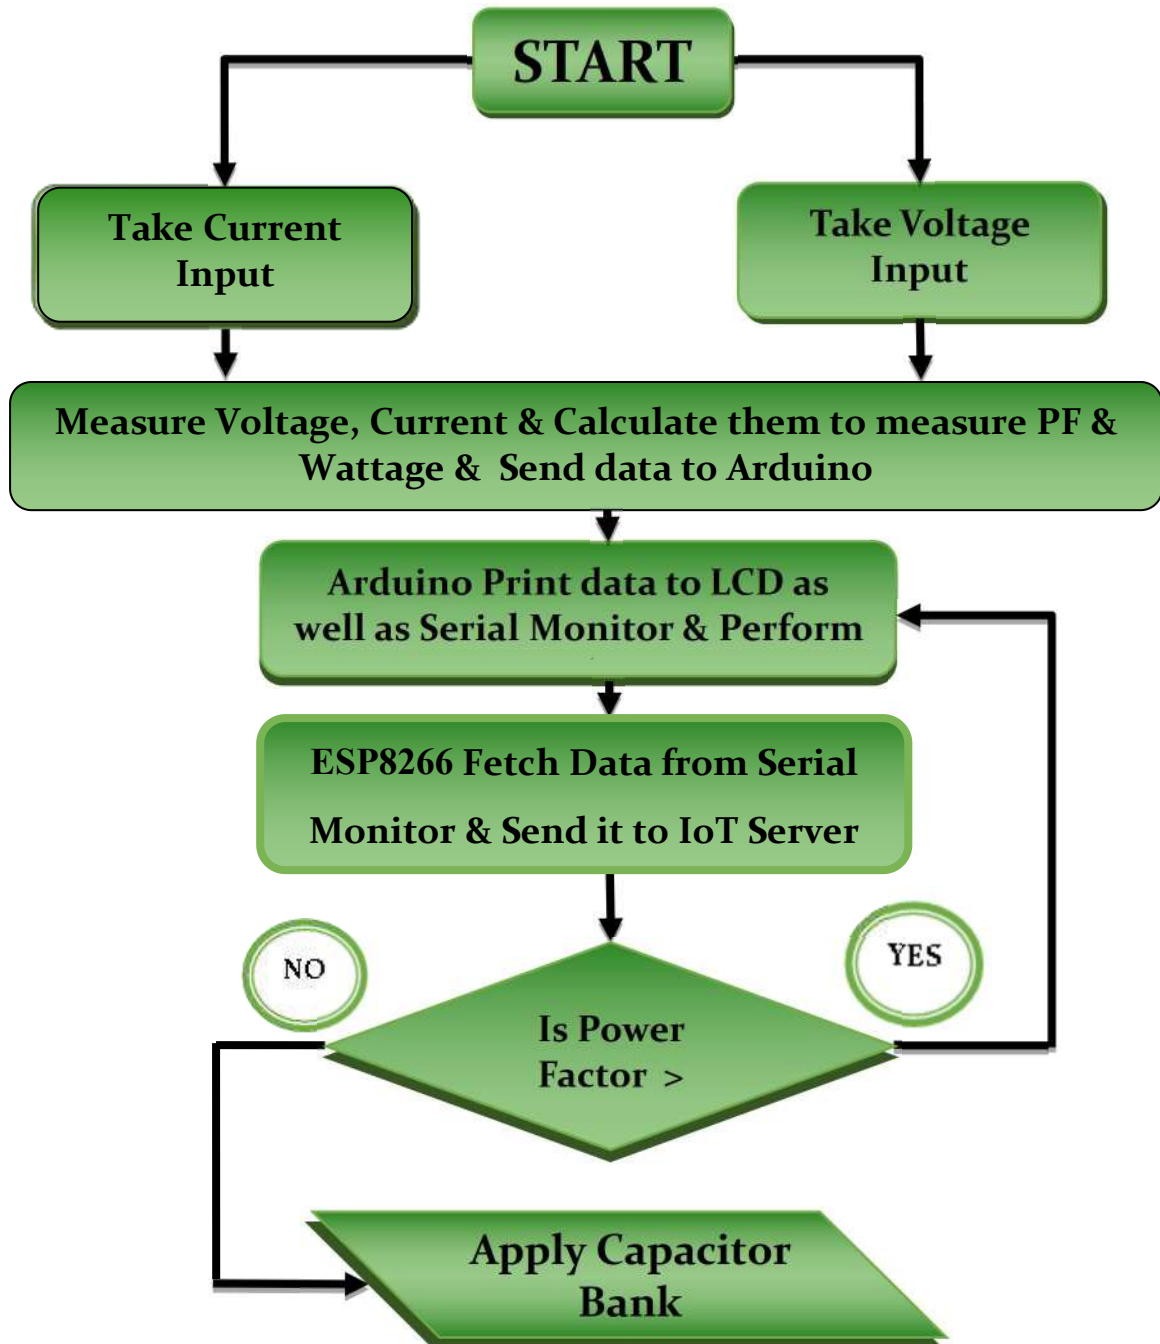 START
Take Current
Input
Take Voltage
Input
Measure Voltage, Current & Calculate them to measure PF &
Wattage & Send data to Arduino
Arduino Print data to LCD as
well as Serial Monitor & Perform
ESP8266 Fetch Data from Serial
Monitor & Send it to IoT Server
NO
YES
Is Power
Factor >
Apply Capacitor
Bank